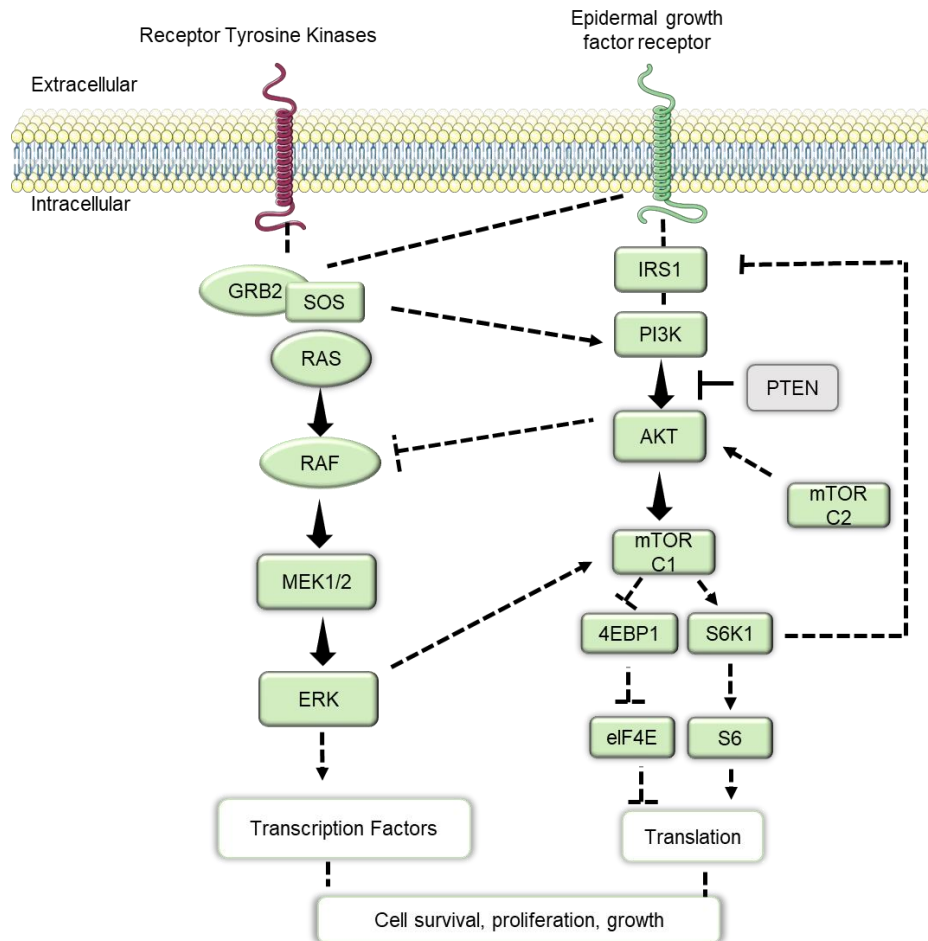 Receptor Tyrosine Kinases
Epidermal growth
factor receptor
Extracellular
Intracellular
GRB2
SOS
IRS1
PI3K
RAS
PTEN
AKT
RAF
mTOR
C2
mTOR
C1
MEK1/2
4EBP1
S6K1
ERK
eIF4E
S6
Transcription Factors
Translation
Cell survival, proliferation, growth